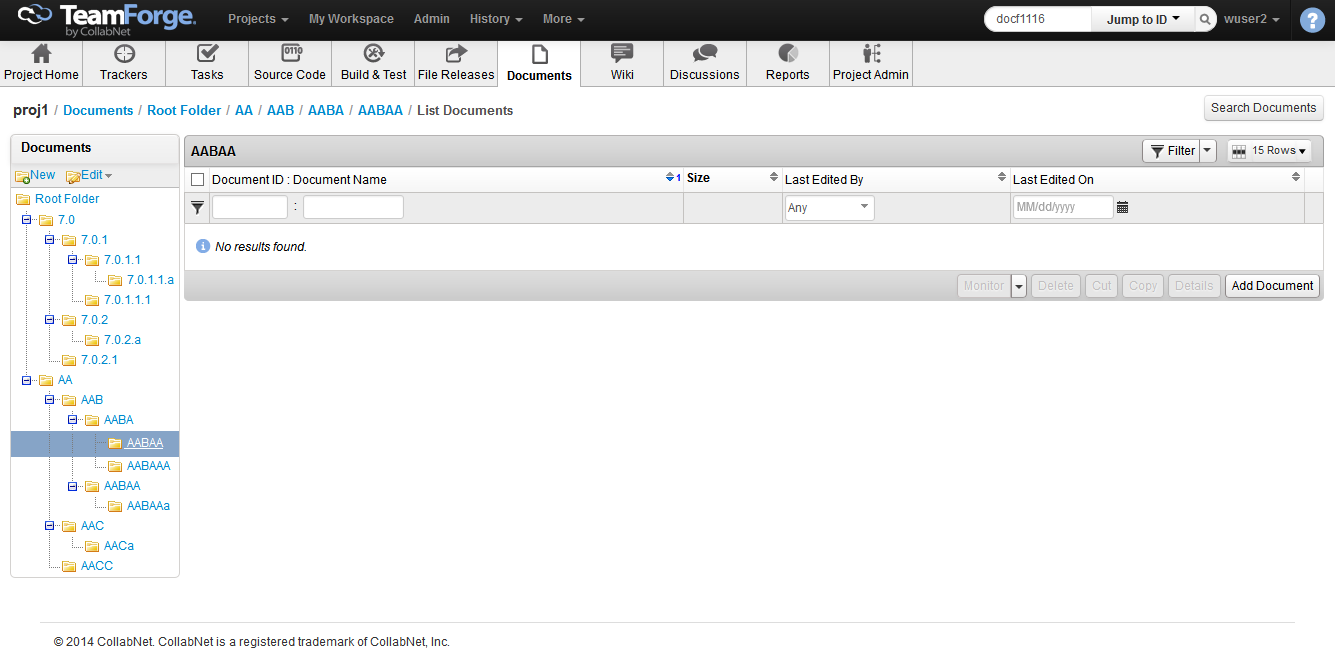 TeamForge.
by CollabNet
Projects My Workspace Admin History More
docf1116 Jump to ID wuser2 ?
Project Home Trackers Tasks Source Code Build & Test File Releases Documents Wiki Discussions Reports Project Admin
proj1 / Documents / Root Folder / AA / AAB / AABA / AABAA / List Documents
Search Documents
Documents
New Edit
Root Folder
7.0
7.0.1
7.0.1.1
7.0.1.1.a
7.0.1.1.1
7.0.2
7.0.2.a
7.0.2.1
AA
AAB
AABA
AABAA
AABAAA
AABAA
AABAAa
AAC
AACa
AACC
AABAA
Filter 15 Rows
Document ID : Document Name 1 Size Last Edited By Last Edited On
: Any MM/dd/yyyy
No results found.
Monitor Delete Cut Copy Details Add Document
© 2014 CollabNet. CollabNet is a registered trademark of CollabNet, Inc.